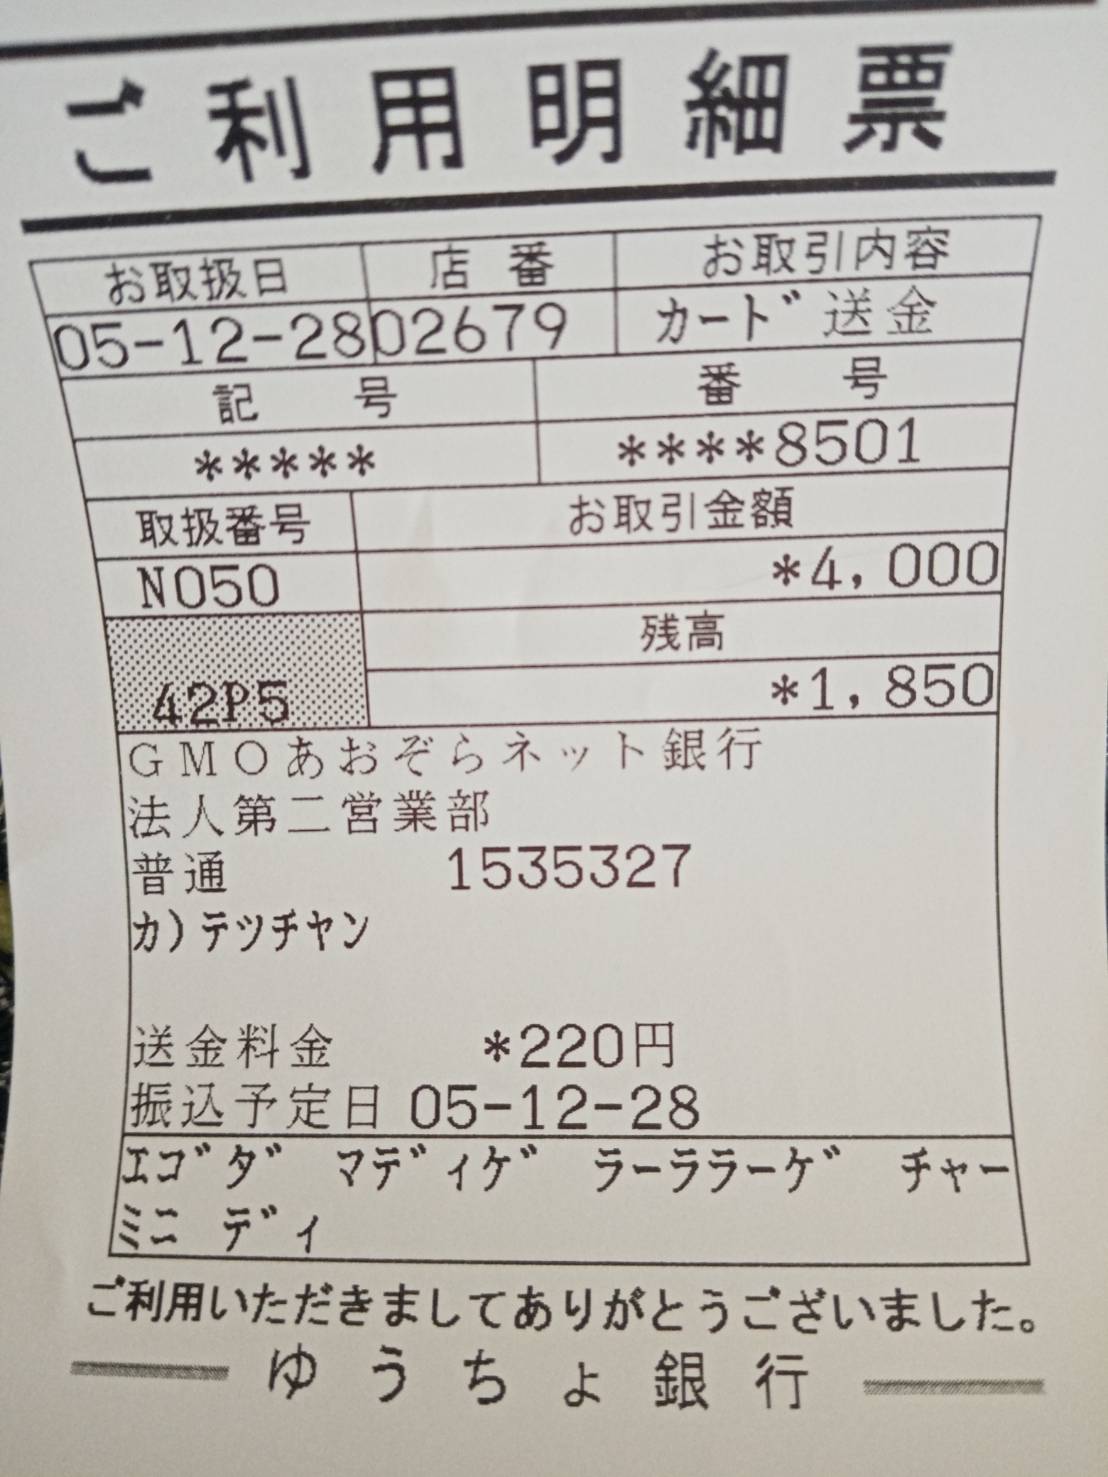 ご利用明細票
お取扱日 店番 お取引内容
05-12-28 02679 カード送金
記号 番号
***** ****8501
取扱番号 お取引金額
N050 *4,000
残高
42P5 *1,850
GMOあおぞらネット銀行
法人第二営業部
普通 1535327
カ)テツチヤン
送金料金 *220円
振込予定日 05-12-28
エゴダ マディゲ ラーララーゲ チャー
ミニ ディ
ご利用いただきましてありがとうございました。
ゆうちょ銀行